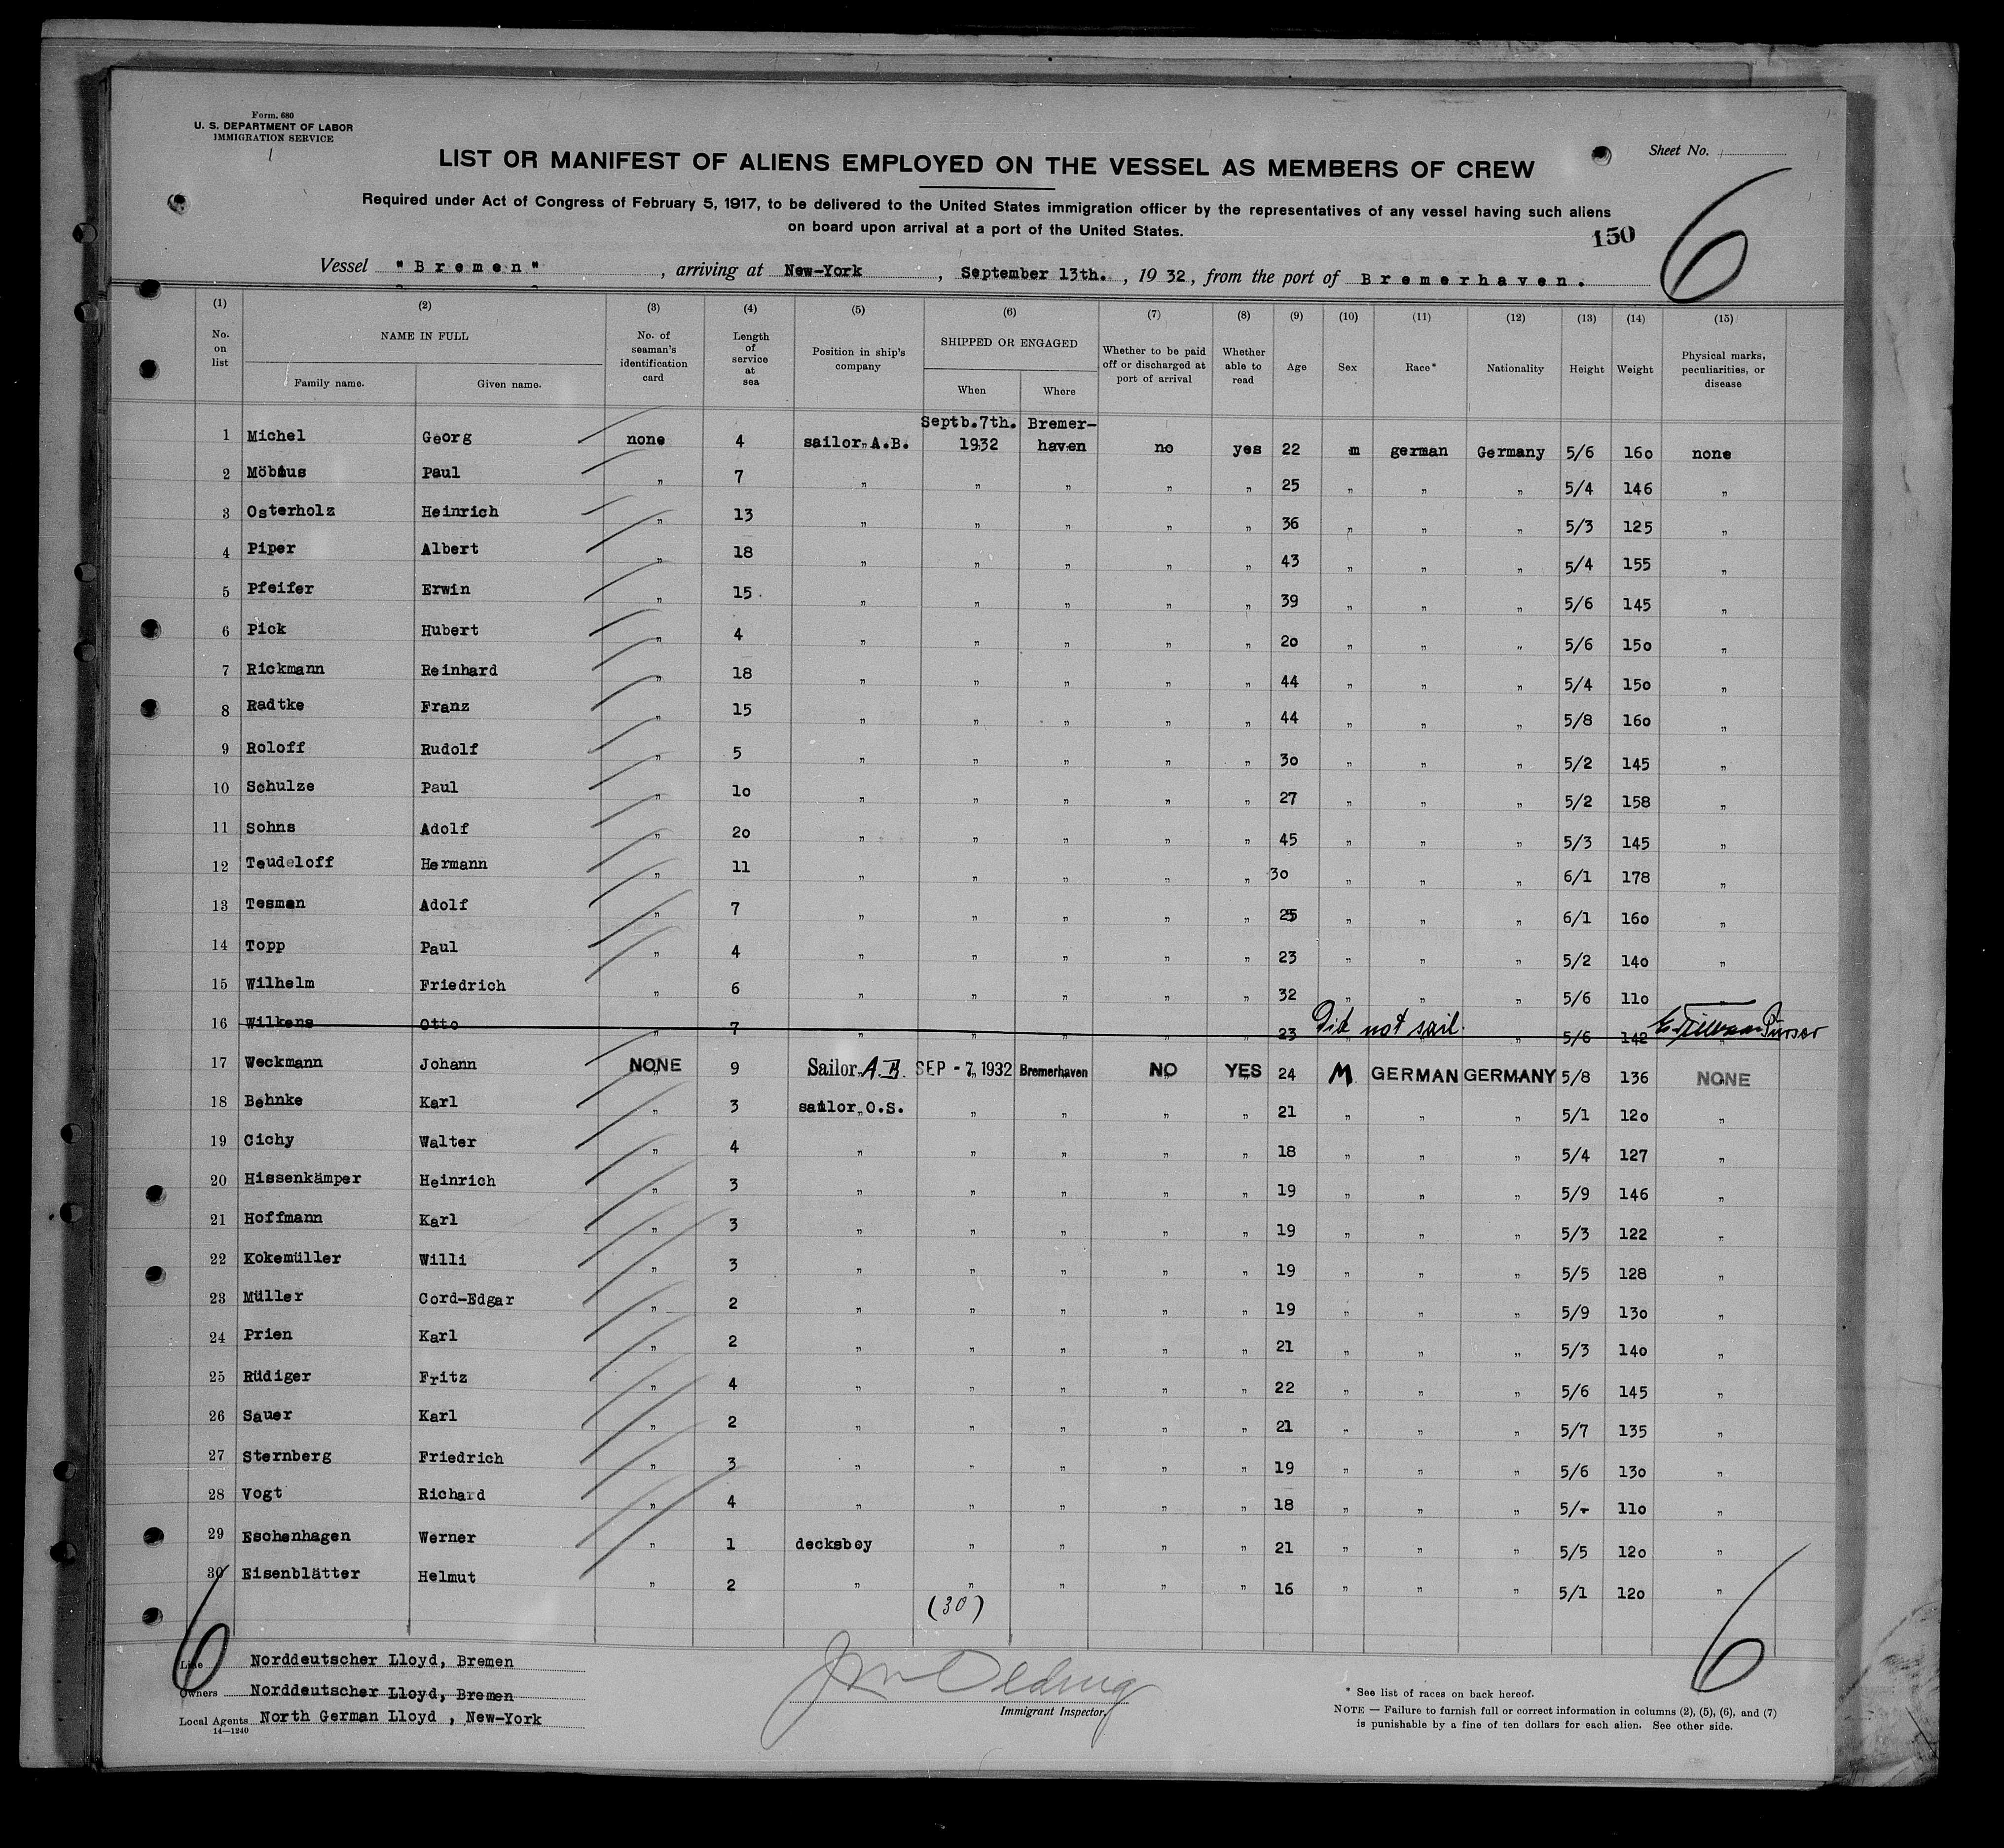 Form. 680
U. S. DEPARTMENT OF LABOR
IMMIGRATION SERVICE
LIST OR MANIFEST OF ALIENS EMPLOYED ON THE VESSEL AS MEMBERS OF CREW
Sheet No.
6
Required under Act of Congress of February 5, 1917, to be delivered to the United States immigration officer by the representatives of any vessel having such aliens
on board upon arrival at a port of the United States.
150
Vessel "Bremen", arriving at New-York, September 13th., 1932, from the port of Bremerhaven.
(1) (2) (3) (4) (5) (6) (7) (8) (9) (10) (11) (12) (13) (14) (15)
No. on list NAME IN FULL Family name. Given name. No. of seaman's identification card Length of service at sea Position in ship's company SHIPPED OR ENGAGED When Where Whether to be paid off or discharged at port of arrival Whether able to read Age Sex Race* Nationality Height Weight Physical marks, peculiarities, or disease
1 Michel Georg none 4 sailor„A.B. Septb.7th. 1932 Bremer-haven no yes 22 m german Germany 5/6 160 none
2 Möbius Paul „ 7 „ „ „ „ „ 25 „ „ „ 5/4 146 „
3 Osterholz Heinrich „ 13 „ „ „ „ „ 36 „ „ „ 5/3 125 „
4 Piper Albert „ 18 „ „ „ „ „ 43 „ „ „ 5/4 155 „
5 Pfeifer Erwin „ 15 „ „ „ „ „ 39 „ „ „ 5/6 145 „
6 Pick Hubert „ 4 „ „ „ „ „ 20 „ „ „ 5/6 150 „
7 Rickmann Reinhard „ 18 „ „ „ „ „ 44 „ „ „ 5/4 150 „
8 Radtke Franz „ 15 „ „ „ „ „ 44 „ „ „ 5/8 160 „
9 Roloff Rudolf „ 5 „ „ „ „ „ 30 „ „ „ 5/2 145 „
10 Schulze Paul „ 10 „ „ „ „ „ 27 „ „ „ 5/2 158 „
11 Sohns Adolf „ 20 „ „ „ „ „ 45 „ „ „ 5/3 145 „
12 Teudeloff Hermann „ 11 „ „ „ „ „ 30 „ „ „ 6/1 178 „
13 Tesman Adolf „ 7 „ „ „ „ „ 25 „ „ „ 6/1 160 „
14 Topp Paul „ 4 „ „ „ „ „ 23 „ „ „ 5/2 140 „
15 Wilhelm Friedrich „ 6 „ „ „ „ „ 32 „ „ „ 5/6 110 „
16 Wilkens Otto „ 7 „ „ „ „ „ 23 Did not sail. 5/6 142 Purser
17 Weckmann Johann NONE 9 Sailor A.B. SEP - 7 1932 Bremerhaven NO YES 24 M GERMAN GERMANY 5/8 136 NONE
18 Behnke Karl „ 3 sailor„O.S. „ „ „ „ 21 „ „ „ 5/1 120 „
19 Cichy Walter „ 4 „ „ „ „ „ 18 „ „ „ 5/4 127 „
20 Hissenkämper Heinrich „ 3 „ „ „ „ „ 19 „ „ „ 5/9 146 „
21 Hoffmann Karl „ 3 „ „ „ „ „ 19 „ „ „ 5/3 122 „
22 Kokemüller Willi „ 3 „ „ „ „ „ 19 „ „ „ 5/5 128 „
23 Müller Cord-Edgar „ 2 „ „ „ „ „ 19 „ „ „ 5/9 130 „
24 Prien Karl „ 2 „ „ „ „ „ 21 „ „ „ 5/3 140 „
25 Rüdiger Fritz „ 4 „ „ „ „ „ 22 „ „ „ 5/6 145 „
26 Sauer Karl „ 2 „ „ „ „ „ 21 „ „ „ 5/7 135 „
27 Sternberg Friedrich „ 3 „ „ „ „ „ 19 „ „ „ 5/6 130 „
28 Vogt Richard „ 4 „ „ „ „ „ 18 „ „ „ 5/- 110 „
29 Eschenhagen Werner „ 1 decksboy „ „ „ „ 21 „ „ „ 5/5 120 „
30 Eisenblätter Helmut „ 2 „ „ „ „ „ 16 „ „ „ 5/1 120 „
(30)
6
6
Line Norddeutscher Lloyd, Bremen
Owners Norddeutscher Lloyd, Bremen
Local Agents North German Lloyd, New-York
14—1240
Immigrant Inspector.
* See list of races on back hereof.
NOTE — Failure to furnish full or correct information in columns (2), (5), (6), and (7)
is punishable by a fine of ten dollars for each alien. See other side.